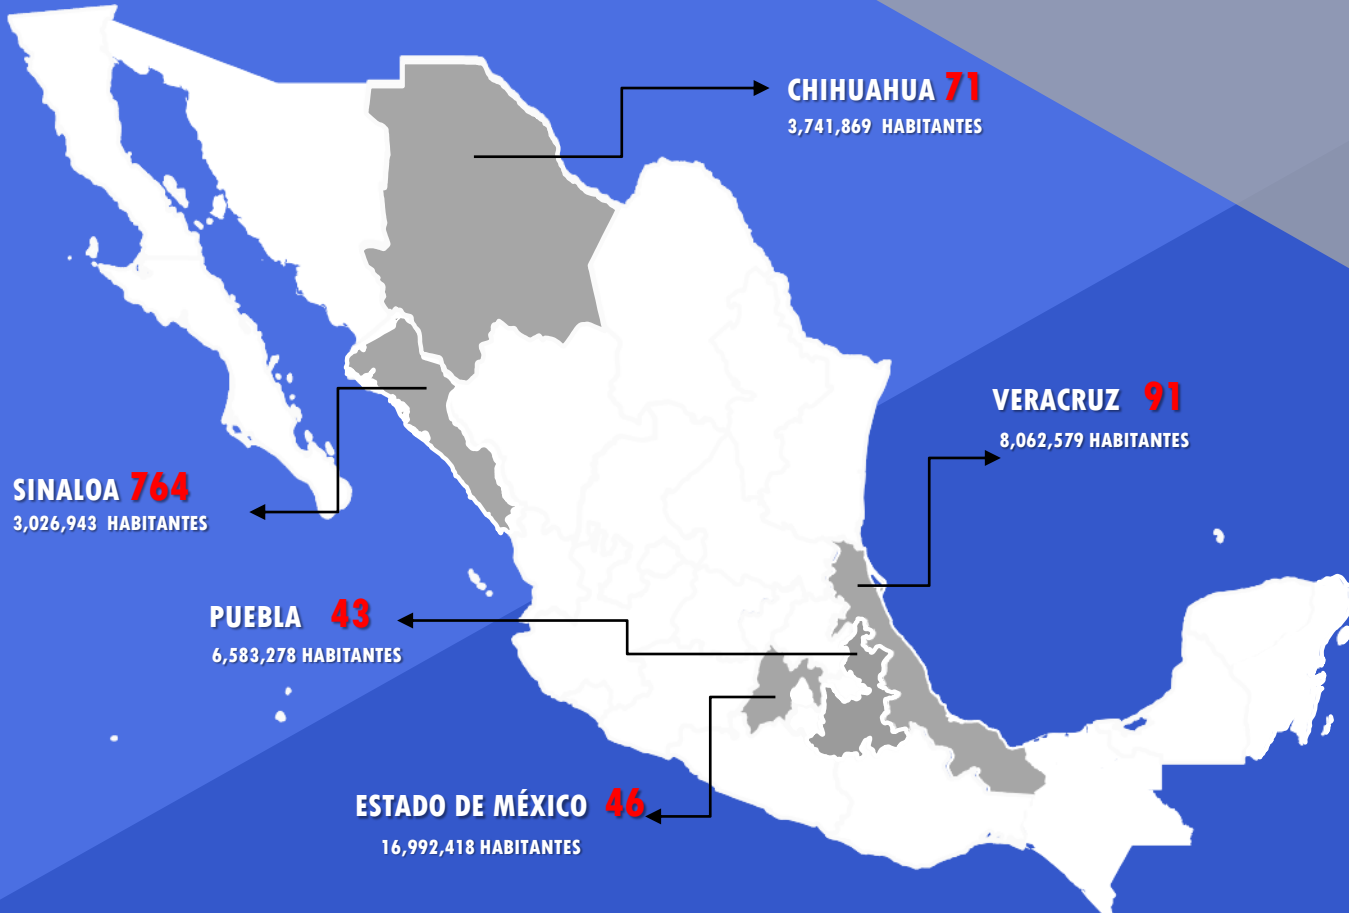 CHIHUAHUA 71
3,741,869 HABITANTES
VERACRUZ 91
8,062,579 HABITANTES
SINALOA 764
3,026,943 HABITANTES
PUEBLA 43
6,583,278 HABITANTES
ESTADO DE MÉXICO 46
16,992,418 HABITANTES